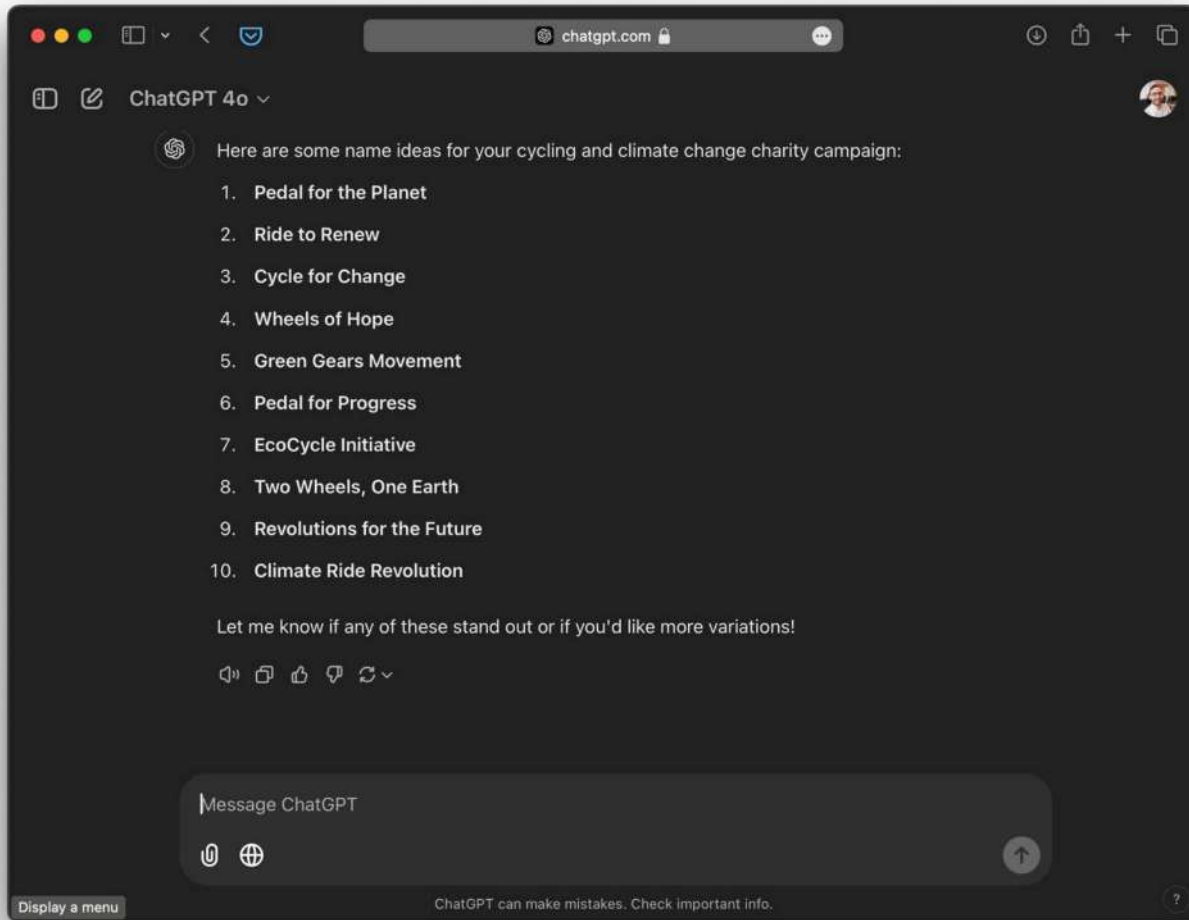 chatgpt.com
ChatGPT 4o
Here are some name ideas for your cycling and climate change charity campaign:
1. Pedal for the Planet
2. Ride to Renew
3. Cycle for Change
4. Wheels of Hope
5. Green Gears Movement
6. Pedal for Progress
7. EcoCycle Initiative
8. Two Wheels, One Earth
9. Revolutions for the Future
10. Climate Ride Revolution
Let me know if any of these stand out or if you'd like more variations!
Message ChatGPT
Display a menu
ChatGPT can make mistakes. Check important info.
?